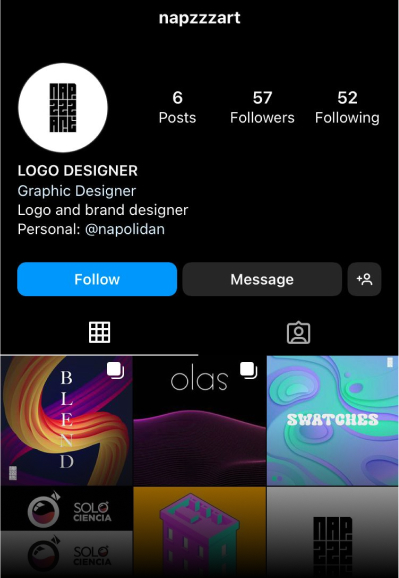 napzzzart
NAP
ZZZ
ART
6
Posts
57
Followers
52
Following
LOGO DESIGNER
Graphic Designer
Logo and brand designer
Personal: @napolidan
Follow
Message
BLEND
olas
SWATCHES
SOLO
CIENCIA
SOLO
CIENCIA
NAP
ZZZ